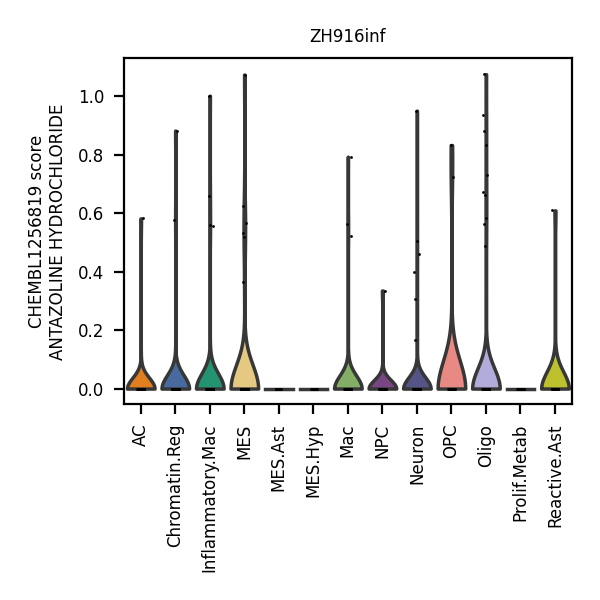 ZH916inf
CHEMBL1256819 score
ANTAZOLINE HYDROCHLORIDE
1.0
0.8
0.6
0.4
0.2
0.0
AC
Chromatin.Reg
Inflammatory.Mac
MES
MES.Ast
MES.Hyp
Mac
NPC
Neuron
OPC
Oligo
Prolif.Metab
Reactive.Ast